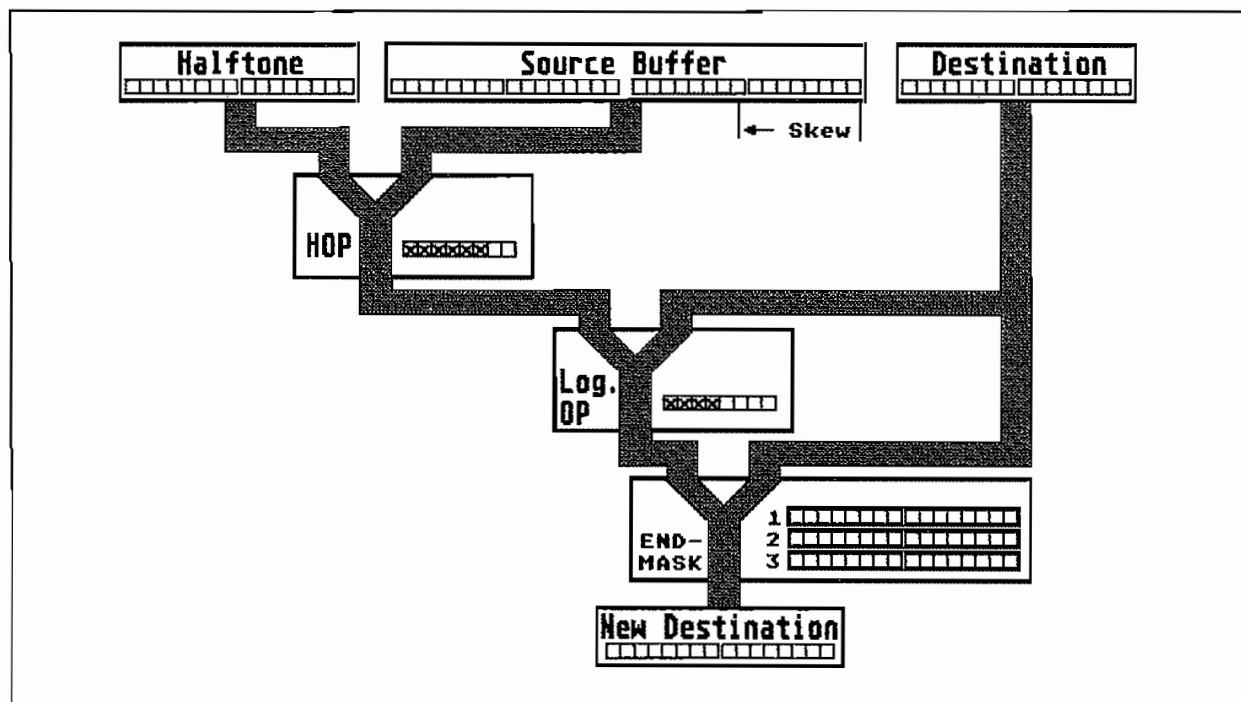 Halftone
Source Buffer
Destination
← Skew
HOP
Log.
OP
1
2
3
END-
MASK
New Destination